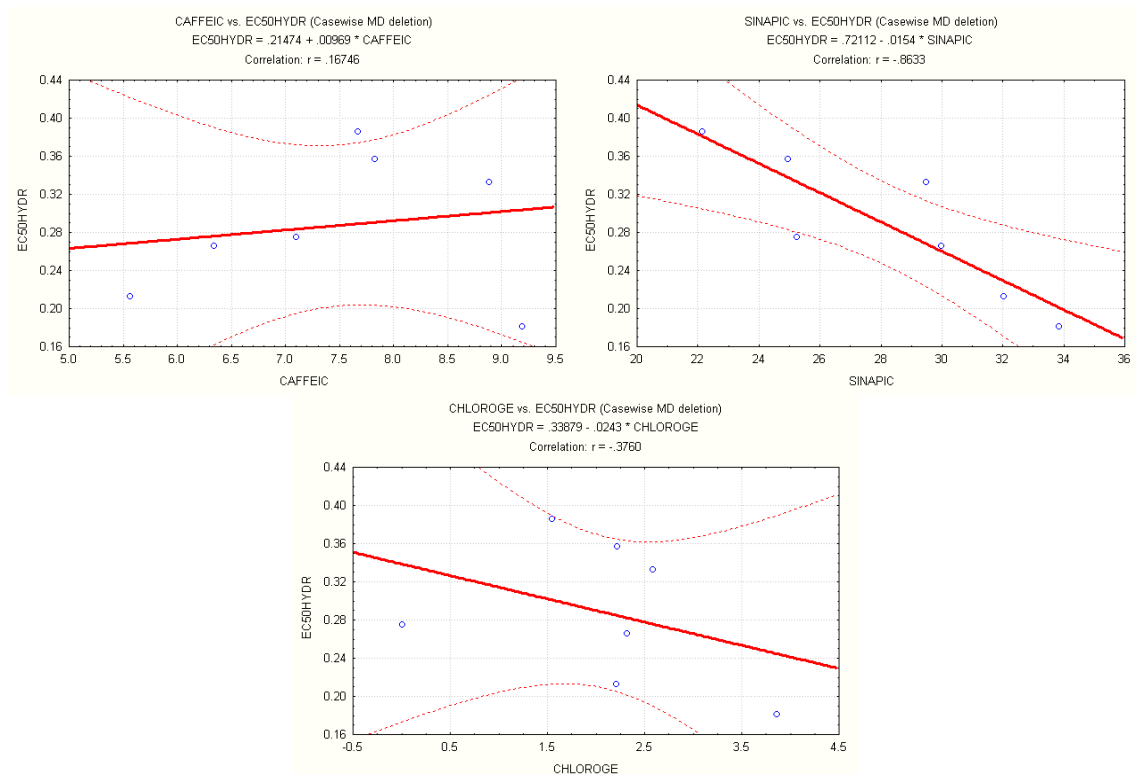 CAFFEIC vs. EC50HYDR (Casewise MD deletion)
EC50HYDR = .21474 + .00969 * CAFFEIC
Correlation: r = .16746
0.44
0.40
0.36
0.32
0.28
0.24
0.20
0.16
EC50HYDR
5.0 5.5 6.0 6.5 7.0 7.5 8.0 8.5 9.0 9.5
CAFFEIC
SINAPIC vs. EC50HYDR (Casewise MD deletion)
EC50HYDR = .72112 - .0154 * SINAPIC
Correlation: r = -.8633
0.44
0.40
0.36
0.32
0.28
0.24
0.20
0.16
EC50HYDR
20 22 24 26 28 30 32 34 36
SINAPIC
CHLOROGE vs. EC50HYDR (Casewise MD deletion)
EC50HYDR = .33879 - .0243 * CHLOROGE
Correlation: r = -.3760
0.44
0.40
0.36
0.32
0.28
0.24
0.20
0.16
EC50HYDR
-0.5 0.5 1.5 2.5 3.5 4.5
CHLOROGE